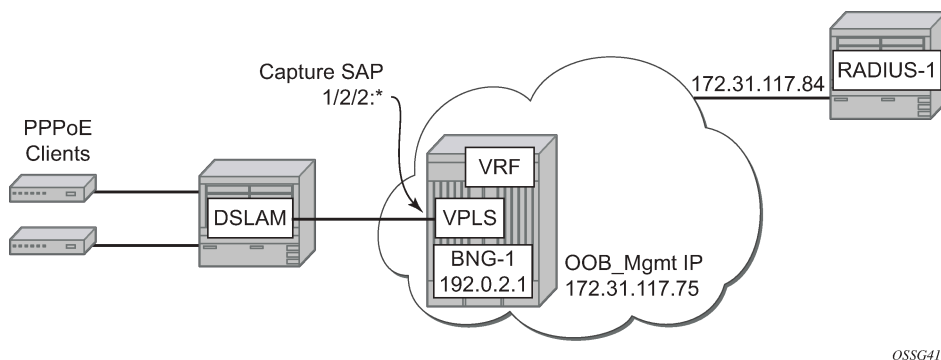 Capture SAP
1/2/2:*
PPPoE
Clients
DSLAM
VRF
VPLS
BNG-1
192.0.2.1
OOB_Mgmt IP
172.31.117.75
172.31.117.84
RADIUS-1
OSSG41